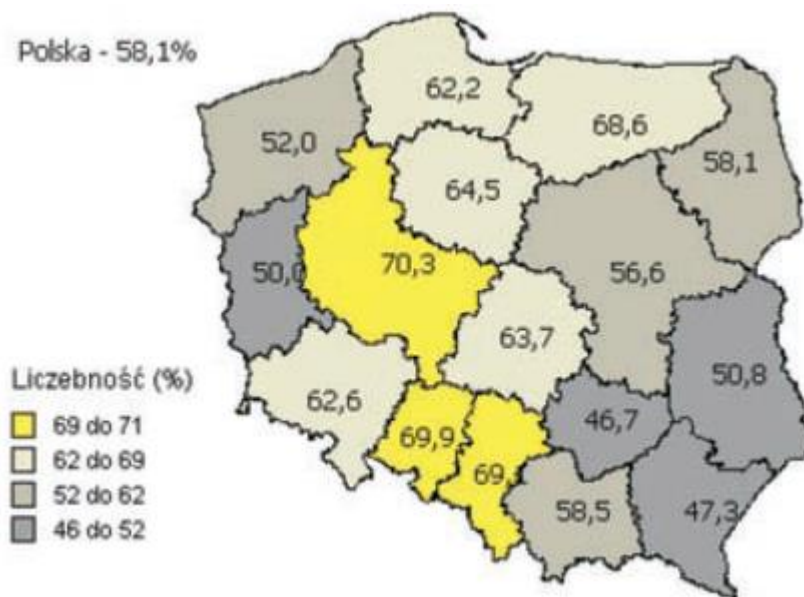 Polska - 58,1%
62,2
68,6
52,0
58,1
64,5
50,0
70,3
56,6
63,7
50,8
62,6
46,7
69,9
69
58,5
47,3
Liczebność (%)
69 do 71
62 do 69
52 do 62
46 do 52